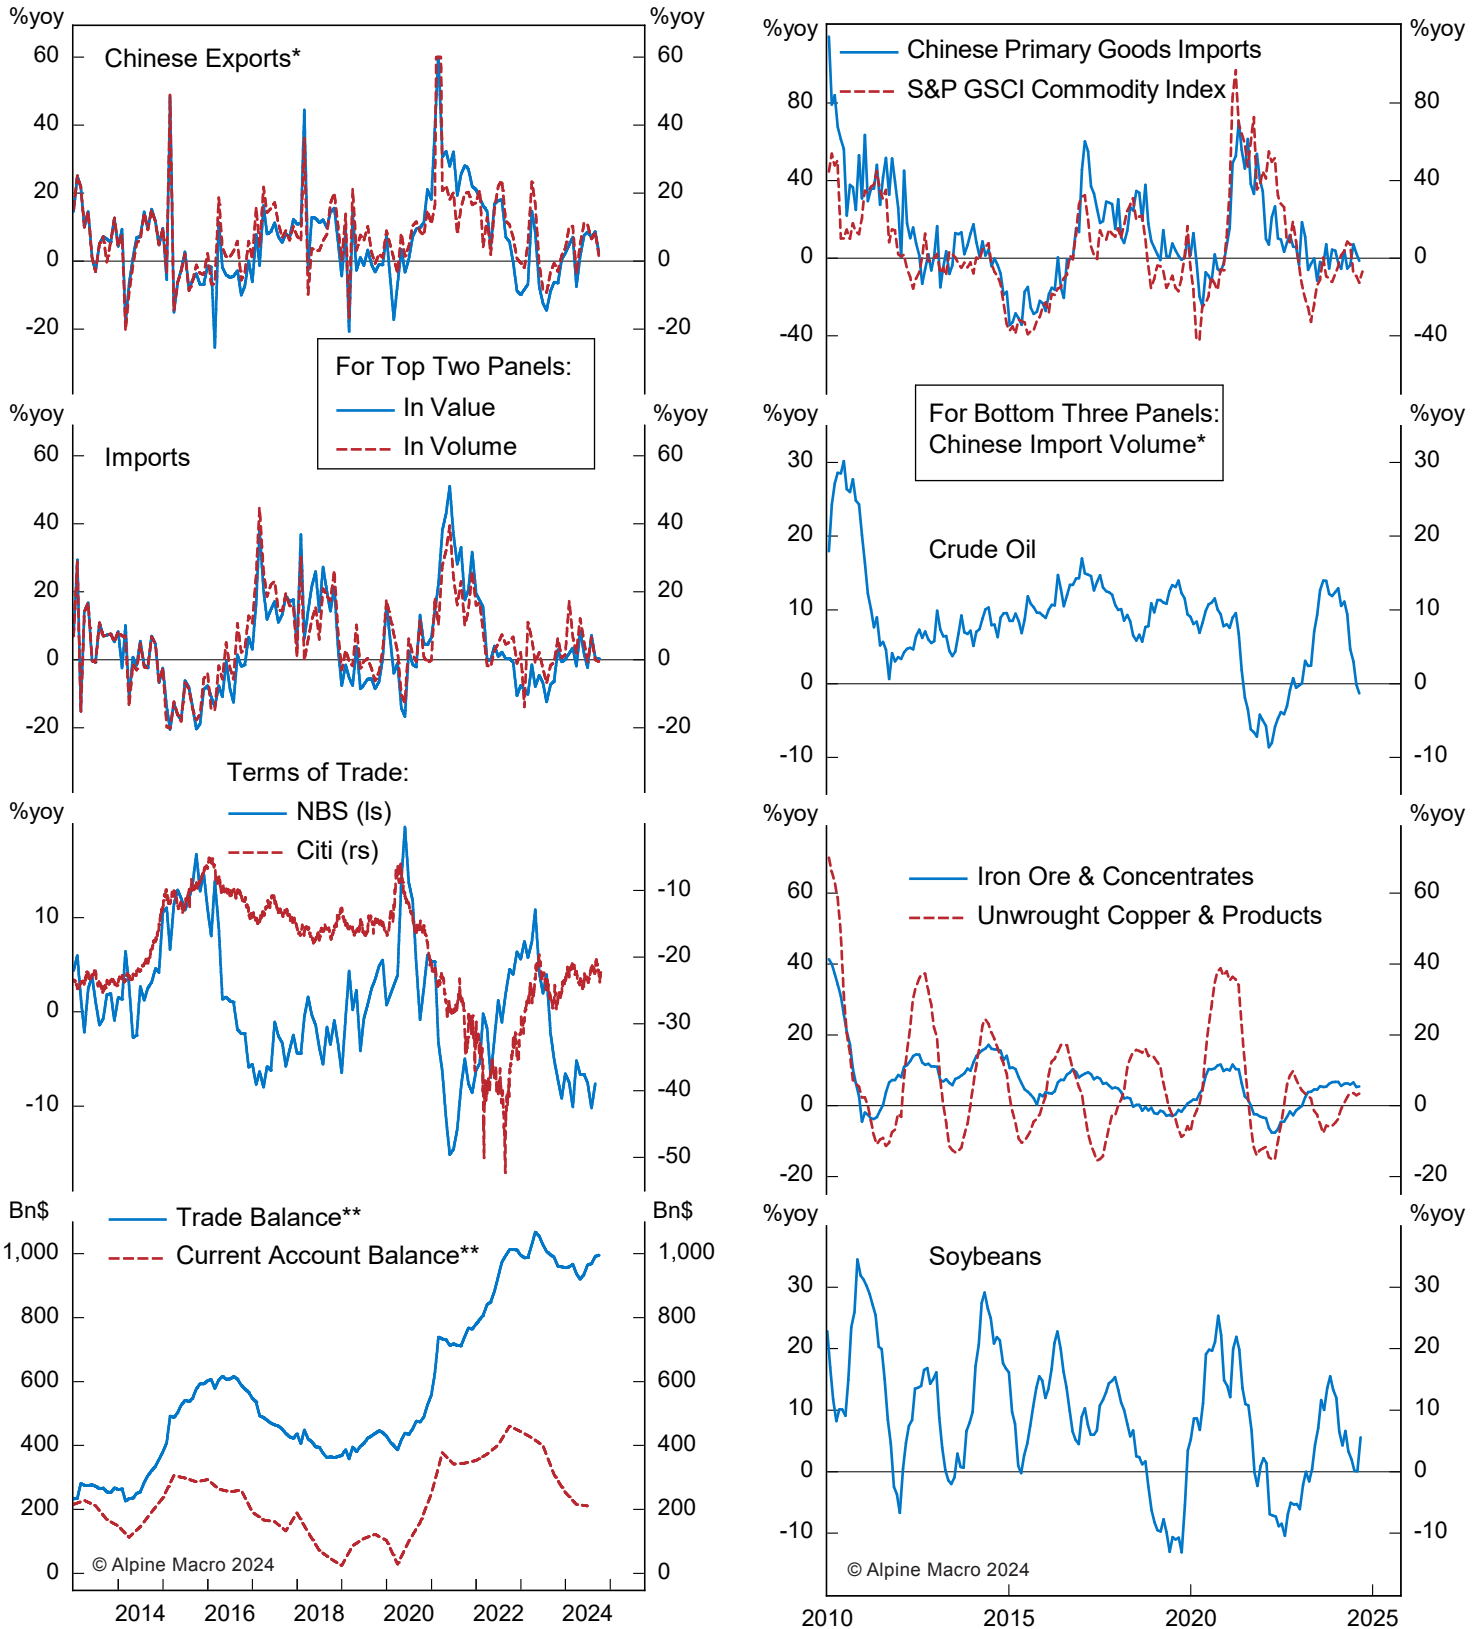 %yoy %yoy
Chinese Exports*
60 60
40 40
20 20
0 0
-20 -20
For Top Two Panels:
In Value
In Volume
%yoy %yoy
Imports
60 60
40 40
20 20
0 0
-20 -20
Terms of Trade:
NBS (ls)
Citi (rs)
%yoy %yoy
10 -10
0 -20
-10 -30
-40
-50
Bn$ Bn$
Trade Balance**
Current Account Balance**
1,000 1,000
800 800
600 600
400 400
200 200
0 0
© Alpine Macro 2024
2014 2016 2018 2020 2022 2024
%yoy %yoy
Chinese Primary Goods Imports
S&P GSCI Commodity Index
80 80
40 40
0 0
-40 -40
For Bottom Three Panels:
Chinese Import Volume*
%yoy %yoy
Crude Oil
30 30
20 20
10 10
0 0
-10 -10
%yoy %yoy
Iron Ore & Concentrates
Unwrought Copper & Products
60 60
40 40
20 20
0 0
-20 -20
%yoy %yoy
Soybeans
30 30
20 20
10 10
0 0
-10 -10
© Alpine Macro 2024
2010 2015 2020 2025